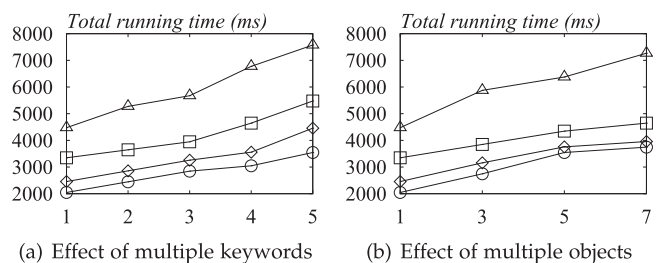 Total running time (ms)
8000
7000
6000
5000
4000
3000
2000
1 2 3 4 5
(a) Effect of multiple keywords
Total running time (ms)
8000
7000
6000
5000
4000
3000
2000
1 3 5 7
(b) Effect of multiple objects